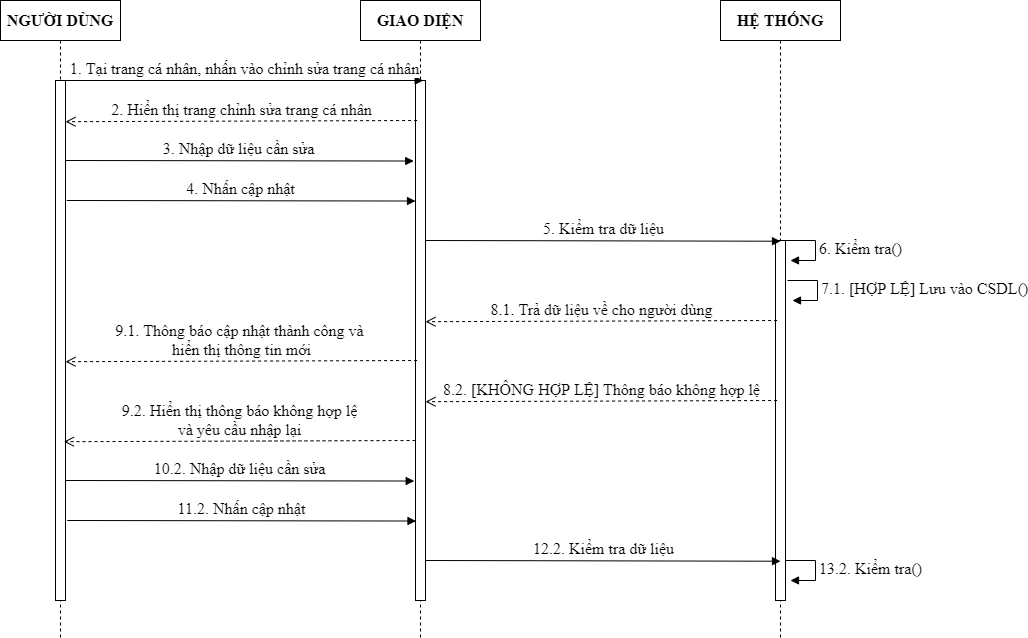 NGƯỜI DÙNG
GIAO DIỆN
HỆ THỐNG
1. Tại trang cá nhân, nhấn vào chỉnh sửa trang cá nhân
2. Hiển thị trang chỉnh sửa trang cá nhân
3. Nhập dữ liệu cần sửa
4. Nhấn cập nhật
5. Kiểm tra dữ liệu
6. Kiểm tra()
7.1. [HỢP LỆ] Lưu vào CSDL()
8.1. Trả dữ liệu về cho người dùng
9.1. Thông báo cập nhật thành công và
hiển thị thông tin mới
8.2. [KHÔNG HỢP LỆ] Thông báo không hợp lệ
9.2. Hiển thị thông báo không hợp lệ
và yêu cầu nhập lại
10.2. Nhập dữ liệu cần sửa
11.2. Nhấn cập nhật
12.2. Kiểm tra dữ liệu
13.2. Kiểm tra()